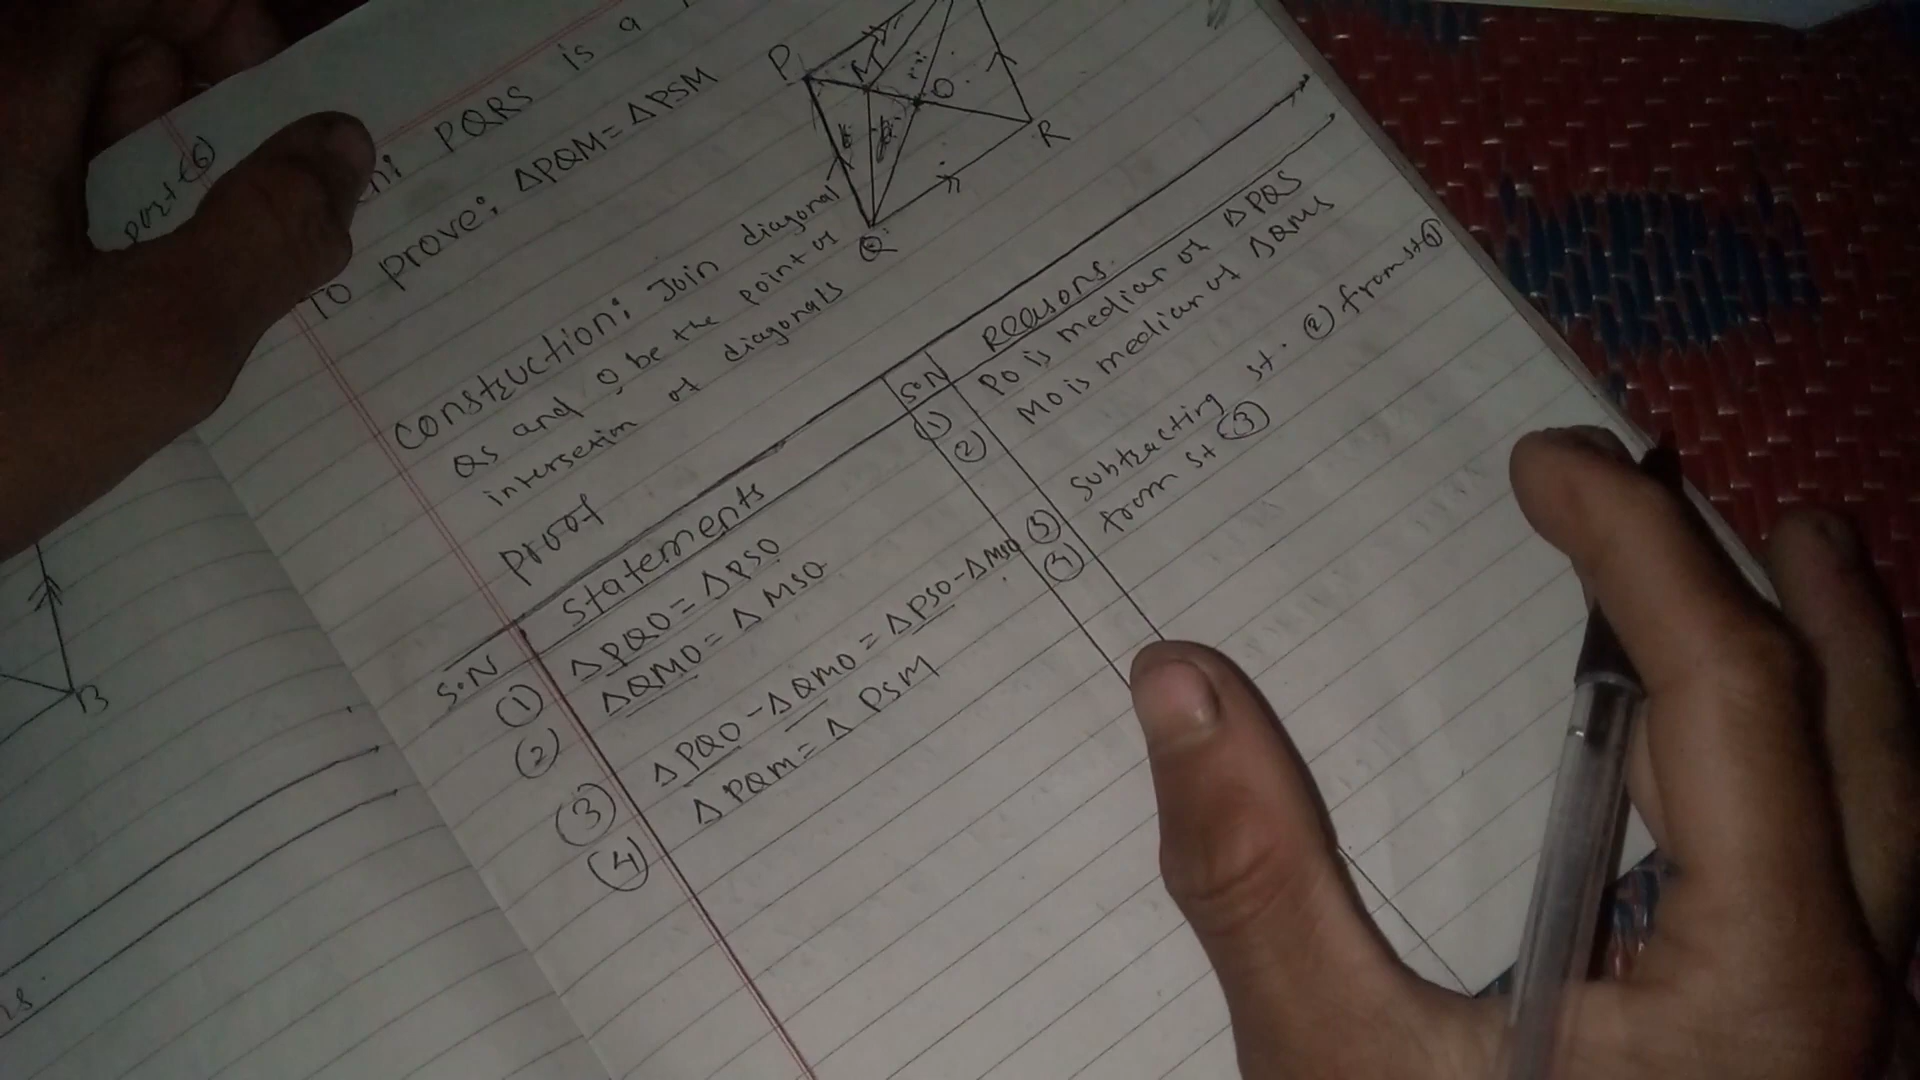 part (6)
PQRS is a
To prove: ΔPQM = ΔPSM
Construction: Join diagonal
QS and O be the point of
intersetion of diagonals
P
M
O
R
Q
Proof
S.N Statements S.N Reasons.
(1) ΔPQO = ΔPSO (1) PO is median of ΔPQS
(2) ΔQMO = ΔMSO (2) MO is median of ΔQMS
(3) ΔPQO - ΔQMO = ΔPSO - ΔMSO (3) Subtracting st. (2) from st (1)
(4) ΔPQM = ΔPSM (4) from st (3)
B